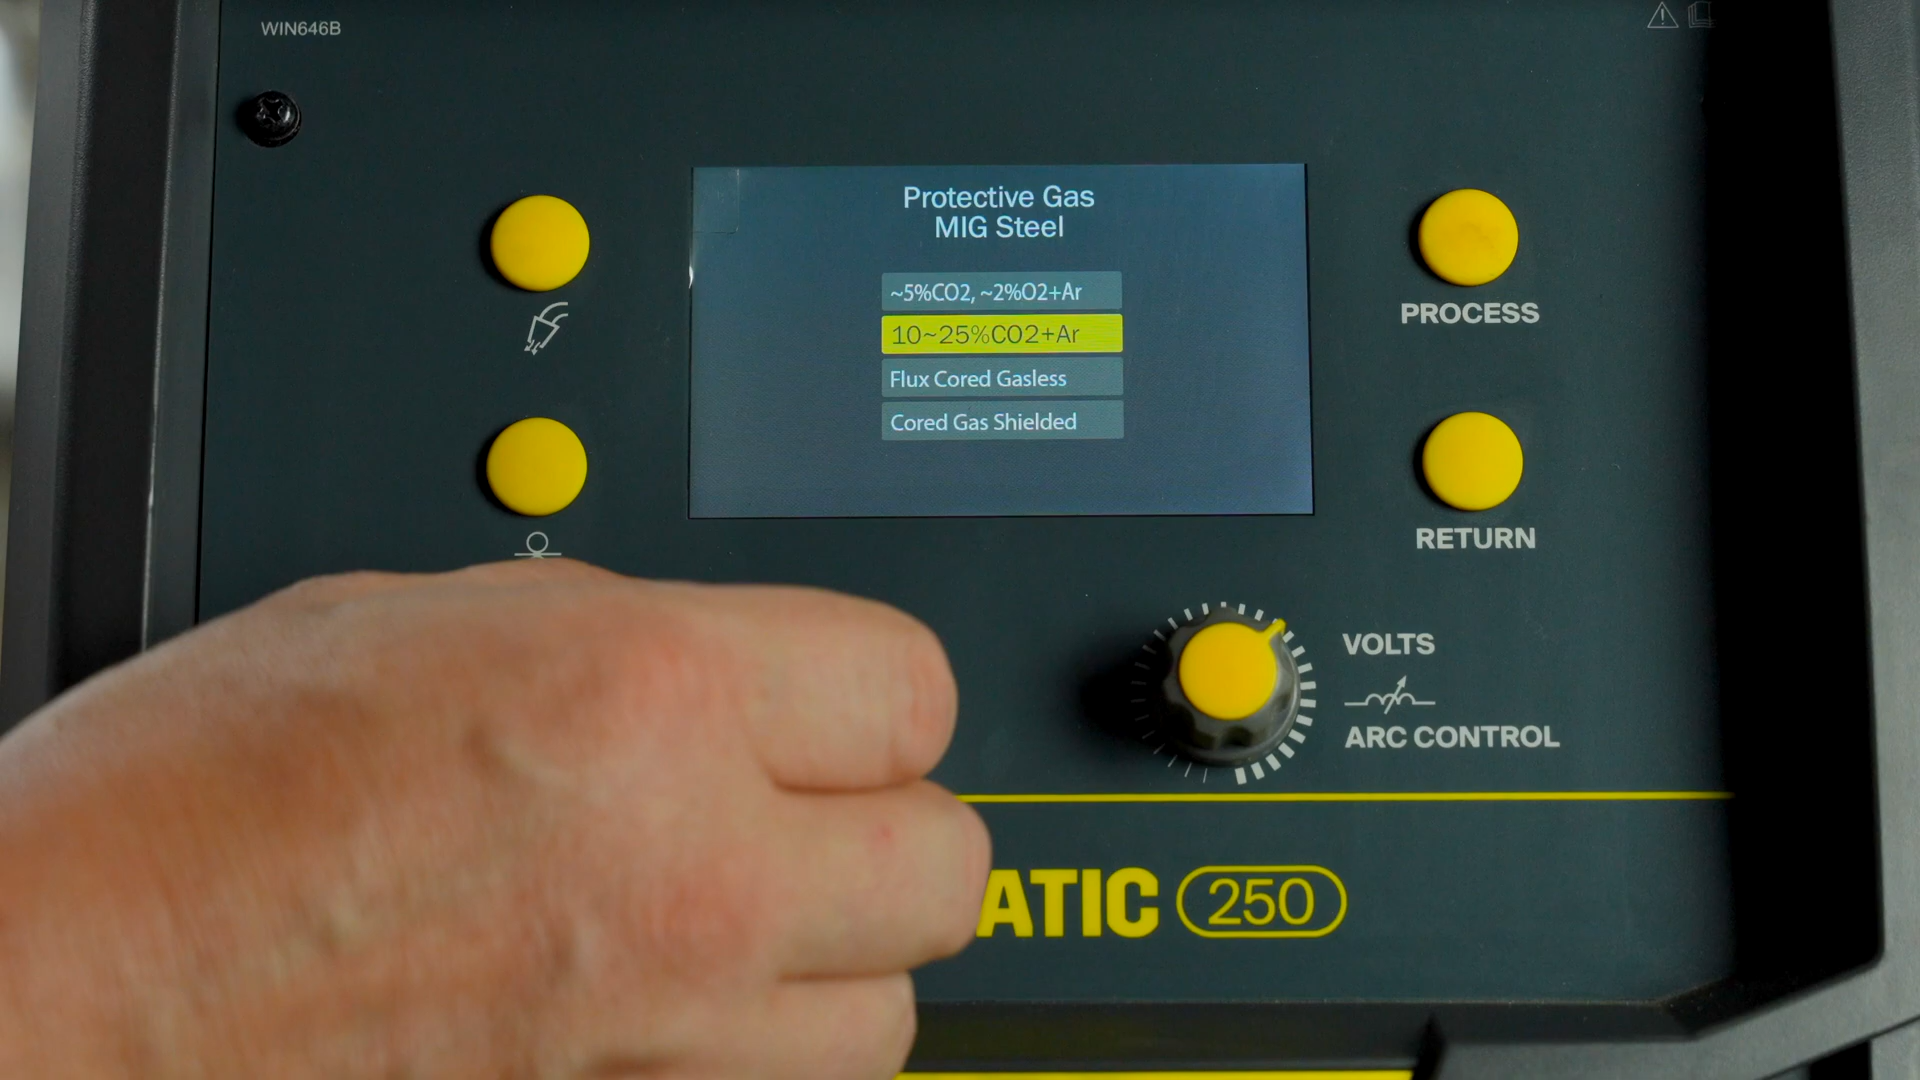 WIN646B
Protective Gas
MIG Steel
~5%CO2, ~2%O2+Ar
10~25%CO2+Ar
Flux Cored Gasless
Cored Gas Shielded
PROCESS
RETURN
VOLTS
ARC CONTROL
ATIC 250